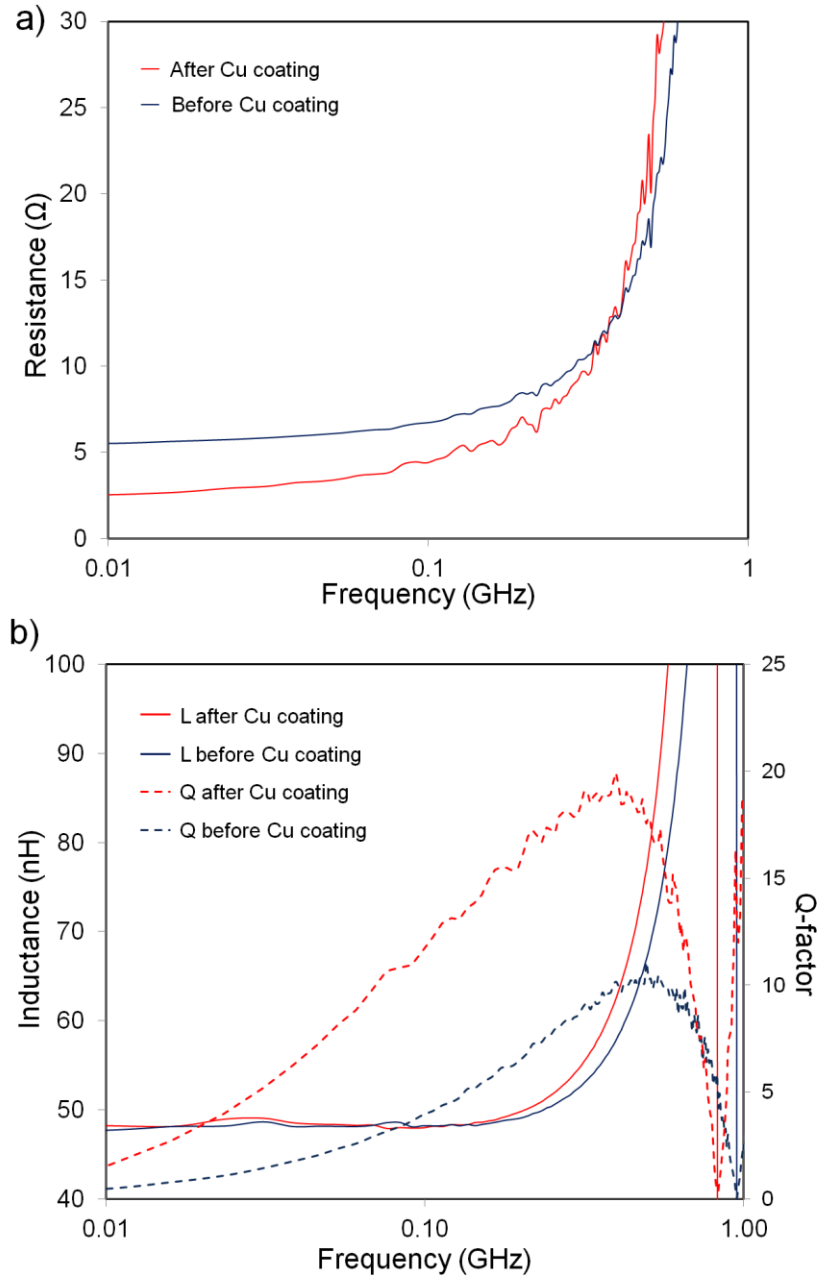 a)
30
25
20
15
10
5
0
Resistance (Ω)
After Cu coating
Before Cu coating
0.01
0.1
1
Frequency (GHz)
b)
100
90
80
70
60
50
40
Inductance (nH)
L after Cu coating
L before Cu coating
Q after Cu coating
Q before Cu coating
25
20
15
10
5
0
Q-factor
0.01
0.10
1.00
Frequency (GHz)